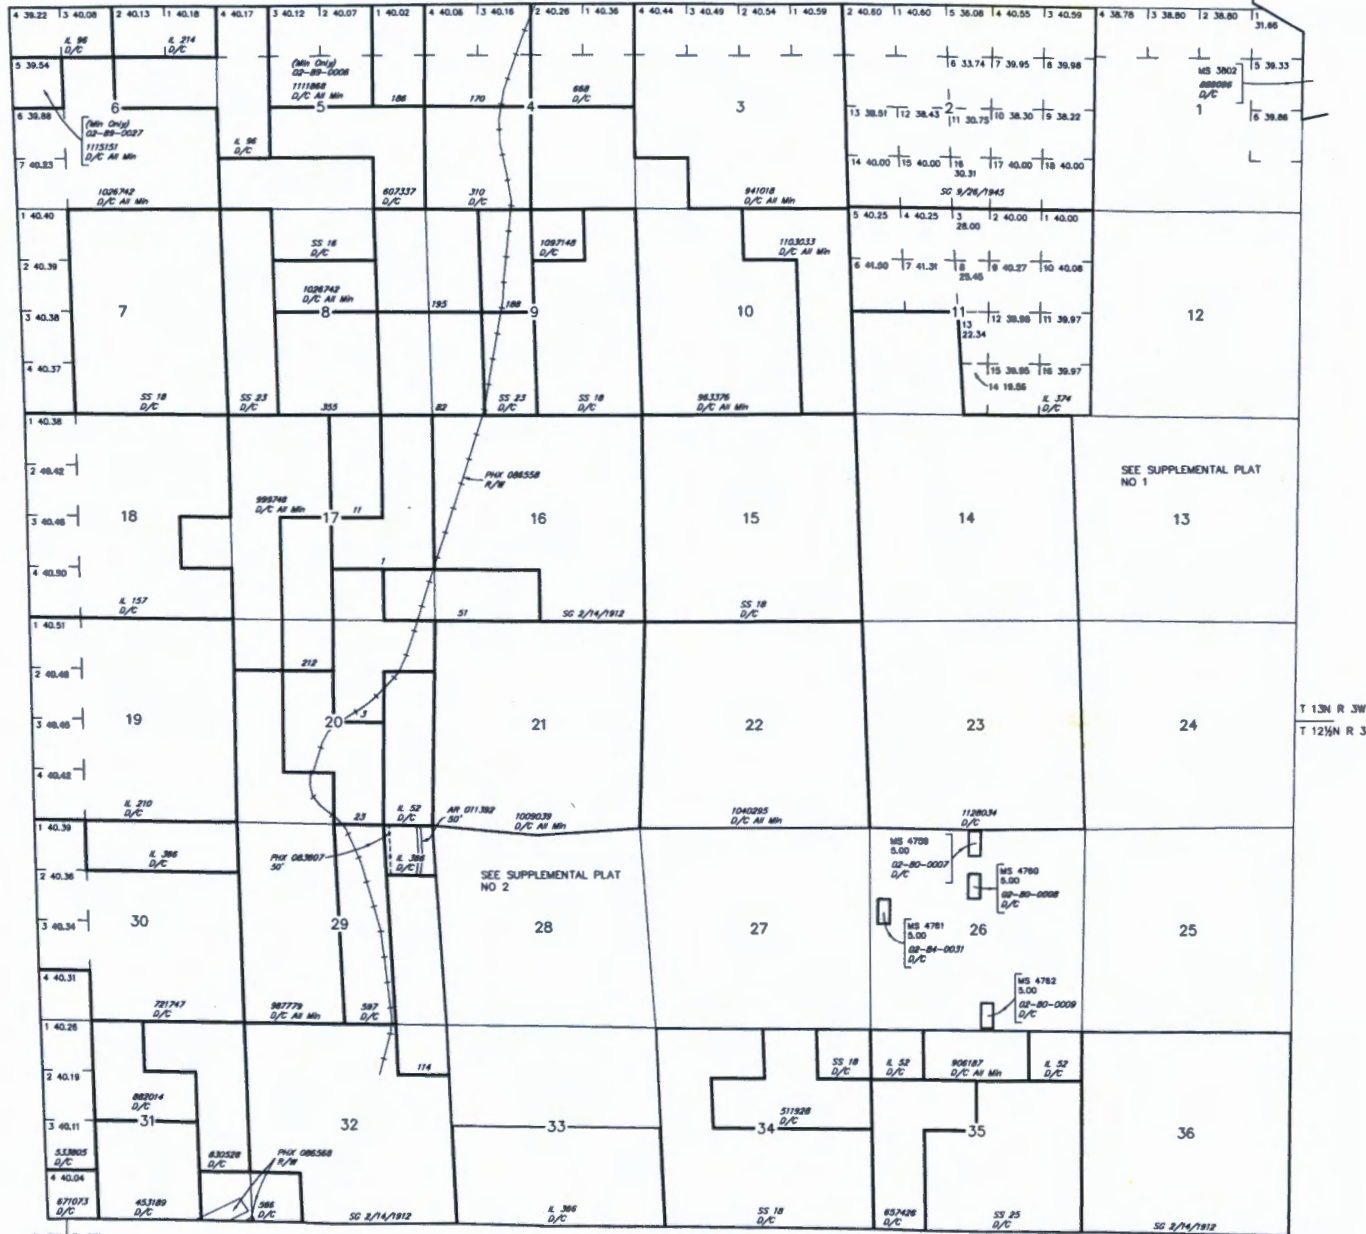 4 39.22
3 40.08
2 40.13
1 40.18
4 40.17
3 40.12
2 40.07
1 40.02
4 40.06
3 40.16
2 40.26
1 40.36
4 40.44
3 40.49
2 40.54
1 40.57
2 40.60
1 40.60
5 36.08
4 40.55
3 40.59
4 38.76
3 38.80
2 38.80
1
31.86
IL 96
D/C
IL 214
D/C
5 39.54
(Min Only)
02-89-0006
1111868
D/C All Min
186
170
4
668
D/C
3
6 33.74
7 39.95
8 39.98
MS 3802
D/C
5 39.33
6
5
6 39.88
(Min Only)
02-89-0027
1115151
D/C All Min
13 38.51
12 38.43
2
11 30.75
10 38.30
9 38.22
1
6 39.86
IL 96
D/C
7 40.23
14 40.00
15 40.00
16
30.31
17 40.00
18 40.00
1026742
D/C All Min
607337
D/C
310
D/C
941018
D/C All Min
SG 9/26/1945
1 40.40
5 40.25
4 40.25
3
28.00
2 40.00
1 40.00
SS 16
D/C
1097148
D/C
1103033
D/C All Min
2 40.39
6 41.50
7 41.31
8
25.45
9 40.27
10 40.08
1026742
D/C All Min
195
188
3 40.38
7
8
9
10
11
13
22.34
12 39.98
11 39.97
12
4 40.37
15 39.95
16 39.97
14 19.56
SS 18
D/C
SS 23
D/C
355
82
SS 23
D/C
SS 18
D/C
963376
D/C All Min
IL 374
D/C
1 40.38
2 40.42
PHX 086558
R/W
SEE SUPPLEMENTAL PLAT
NO 1
999748
D/C All Min
3 40.46
18
17
11
16
15
14
13
4 40.50
1
IL 157
D/C
51
SG 2/14/1912
SS 18
D/C
1 40.51
2 40.48
212
3 40.45
19
20
3
21
22
23
24
T 13N R 3W
T 12½N R 3
4 40.42
IL 210
D/C
23
IL 52
D/C
AR 011392
50'
1009039
D/C All Min
1040295
D/C All Min
1128034
D/C
1 40.39
IL 366
D/C
PHX 083807
50'
IL 366
D/C
MS 4759
5.00
02-80-0007
D/C
2 40.36
SEE SUPPLEMENTAL PLAT
NO 2
MS 4760
5.00
02-80-0008
D/C
3 40.34
30
29
28
27
MS 4761
5.00
02-84-0031
D/C
26
25
4 40.31
MS 4762
5.00
02-80-0009
D/C
721747
D/C
987779
D/C All Min
597
D/C
1 40.26
114
SS 18
D/C
IL 52
D/C
906187
D/C All Min
IL 52
D/C
2 40.19
882014
D/C
511928
D/C
3 40.11
31
32
33
34
35
36
533805
D/C
630528
D/C
PHX 086568
R/W
4 40.04
671073
D/C
453189
D/C
566
D/C
SG 2/14/1912
IL 366
D/C
SS 18
D/C
657426
D/C
SS 25
D/C
SG 2/14/1912